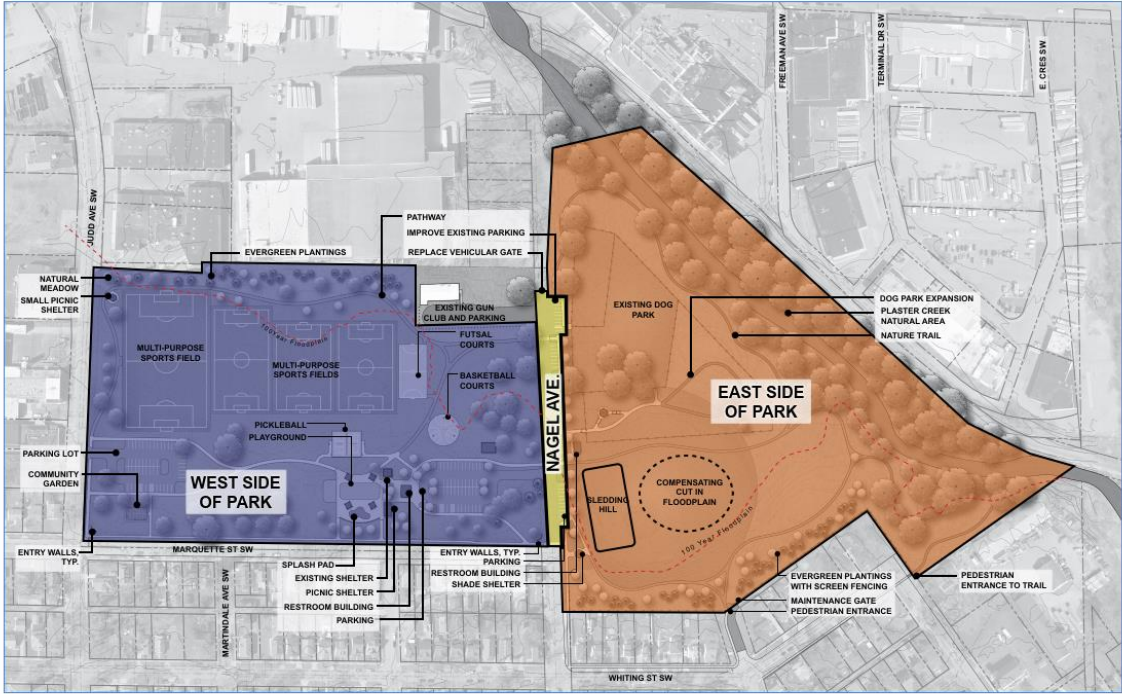 FREEMAN AVE SW
TERMINAL DR SW
E. CRES SW
JUDD AVE SW
PATHWAY
IMPROVE EXISTING PARKING
REPLACE VEHICULAR GATE
EVERGREEN PLANTINGS
NATURAL
MEADOW
SMALL PICNIC
SHELTER
EXISTING GUN
CLUB AND PARKING
FUTSAL
COURTS
100 Year Floodplain
MULTI-PURPOSE
SPORTS FIELD
MULTI-PURPOSE
SPORTS FIELDS
BASKETBALL
COURTS
PICKLEBALL
PLAYGROUND
PARKING LOT
COMMUNITY
GARDEN
WEST SIDE
OF PARK
ENTRY WALLS,
TYP.
MARQUETTE ST SW
MARTINDALE AVE SW
SPLASH PAD
EXISTING SHELTER
PICNIC SHELTER
RESTROOM BUILDING
PARKING
NAGEL AVE.
ENTRY WALLS, TYP.
PARKING
RESTROOM BUILDING
SHADE SHELTER
EXISTING DOG
PARK
DOG PARK EXPANSION
PLASTER CREEK
NATURAL AREA
NATURE TRAIL
EAST SIDE
OF PARK
SLEDDING
HILL
COMPENSATING
CUT IN
FLOODPLAIN
100 Year Floodplain
EVERGREEN PLANTINGS
WITH SCREEN FENCING
MAINTENANCE GATE
PEDESTRIAN ENTRANCE
PEDESTRIAN
ENTRANCE TO TRAIL
WHITING ST SW